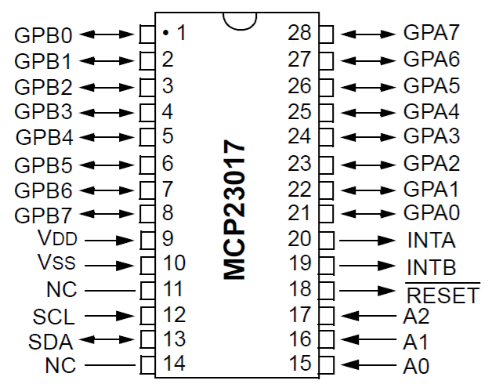 GPB0 • 1 28 GPA7
GPB1 2 27 GPA6
GPB2 3 26 GPA5
GPB3 4 25 GPA4
GPB4 5 24 GPA3
GPB5 6 23 GPA2
GPB6 7 22 GPA1
GPB7 8 21 GPA0
VDD 9 20 INTA
VSS 10 19 INTB
NC 11 18 RESET
SCL 12 17 A2
SDA 13 16 A1
NC 14 15 A0
MCP23017